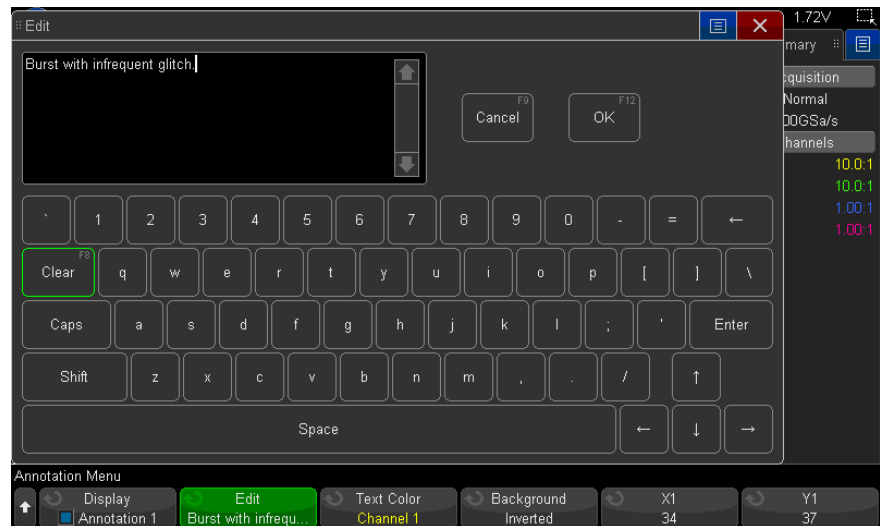 Edit
1.72V
mary
Burst with infrequent glitch.
F9
Cancel
F12
OK
cquisition
Normal
00GSa/s
hannels
10.0:1
10.0:1
1.00:1
1.00:1
` 1 2 3 4 5 6 7 8 9 0 - = ←
F8
Clear q w e r t y u i o p [ ] \
Caps a s d f g h j k l ; ' Enter
Shift z x c v b n m , . / ↑
Space ← ↓ →
Annotation Menu
Display Edit Text Color Background X1 Y1
Annotation 1 Burst with infrequ... Channel 1 Inverted 34 37